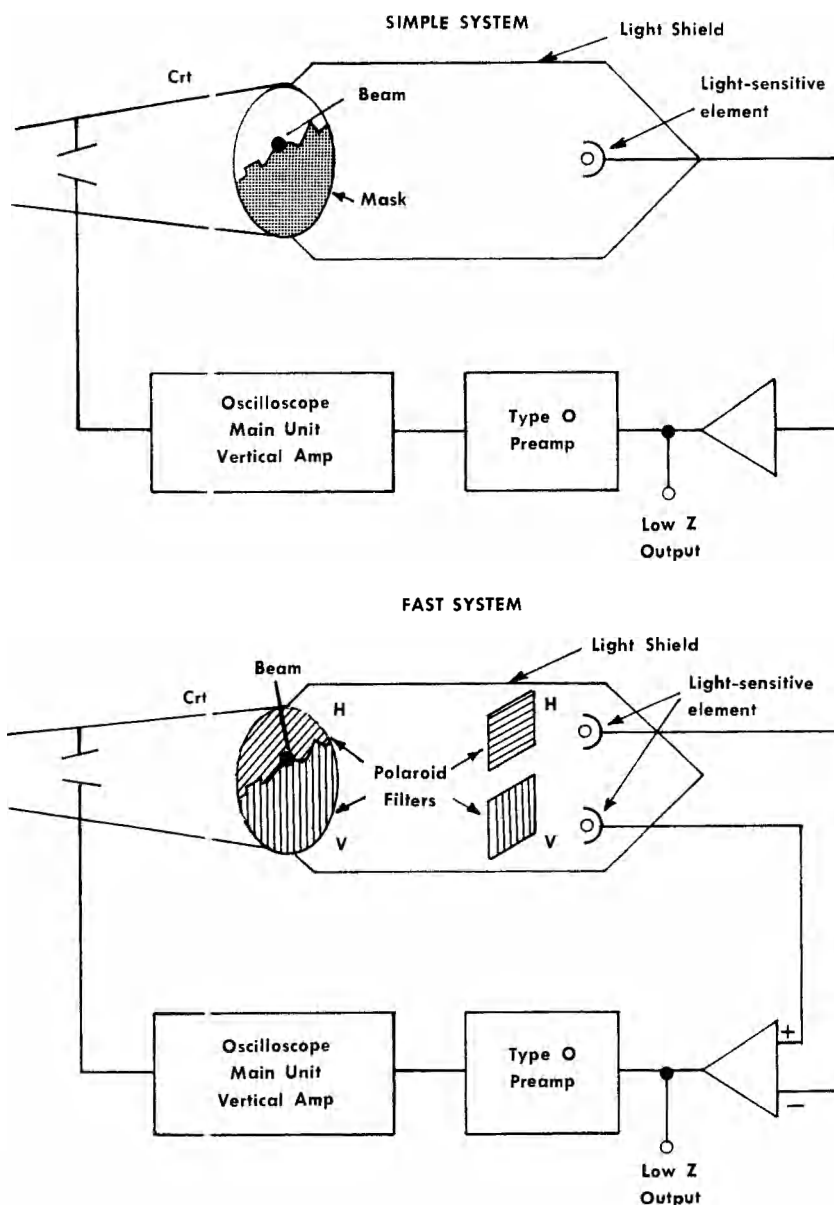 SIMPLE SYSTEM
Light Shield
Crt
Beam
Light-sensitive
element
Mask
Oscilloscope
Main Unit
Vertical Amp
Type O
Preamp
Low Z
Output
FAST SYSTEM
Light Shield
Beam
Crt
H
H
Light-sensitive
element
Polaroid
Filters
V
V
Oscilloscope
Main Unit
Vertical Amp
Type O
Preamp
+
−
Low Z
Output